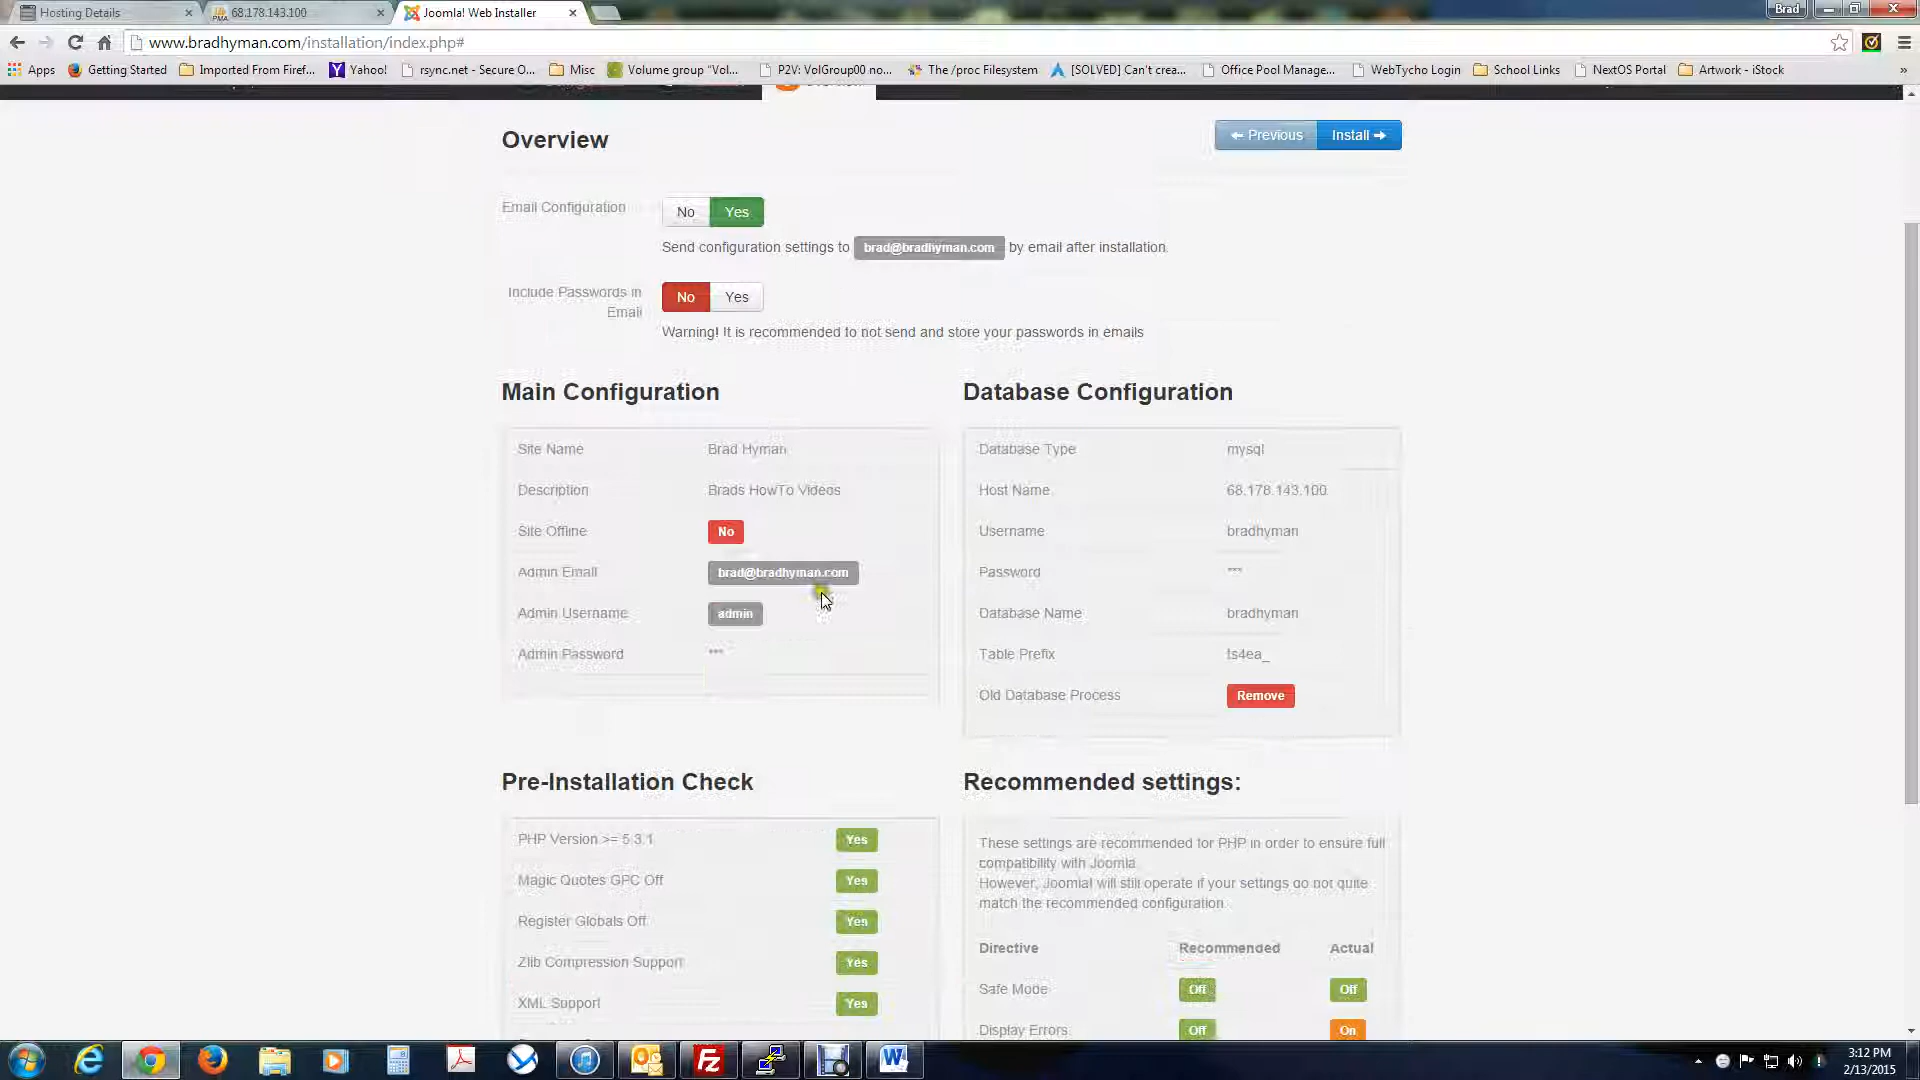 Hosting Details
68.178.143.100
Joomla! Web Installer
Brad
www.bradhyman.com/installation/index.php#
Apps
Getting Started
Imported From Firef...
Yahoo!
rsync.net - Secure O...
Misc
Volume group "Vol...
P2V: VolGroup00 no...
The /proc Filesystem
[SOLVED] Can't crea...
Office Pool Manage...
WebTycho Login
School Links
NextOS Portal
Artwork - iStock
»
Overview
Previous
Install
Email Configuration
No
Yes
Send configuration settings to brad@bradhyman.com by email after installation.
Include Passwords in
Email
No
Yes
Warning! It is recommended to not send and store your passwords in emails
Main Configuration
Site Name Brad Hyman
Description Brads HowTo Videos
Site Offline No
Admin Email brad@bradhyman.com
Admin Username admin
Admin Password ***
Database Configuration
Database Type mysql
Host Name 68.178.143.100
Username bradhyman
Password ***
Database Name bradhyman
Table Prefix
Old Database Process Remove
Pre-Installation Check
PHP Version >= 5.3.1 Yes
Magic Quotes GPC Off Yes
Register Globals Off Yes
Zlib Compression Support Yes
XML Support Yes
Recommended settings:
These settings are recommended for PHP in order to ensure full
compatibility with Joomla.
However, Joomla! will still operate if your settings do not quite
match the recommended configuration.
Directive Recommended Actual
Safe Mode Off Off
Display Errors Off On
3:12 PM
2/13/2015